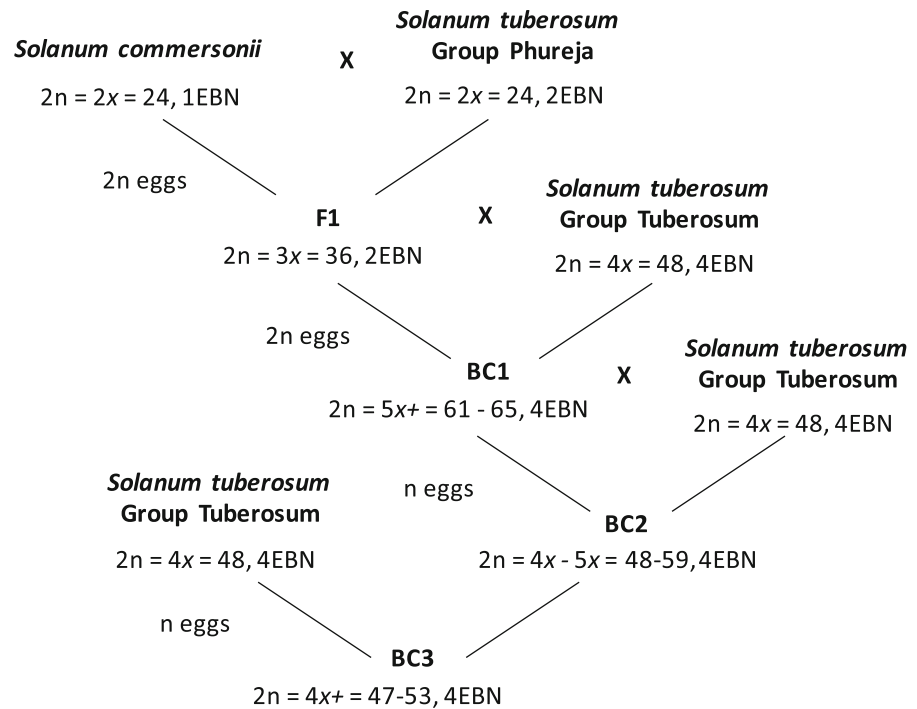 Solanum commersonii
X
Solanum tuberosum
Group Phureja
2n = 2x = 24, 1EBN
2n = 2x = 24, 2EBN
2n eggs
F1
X
Solanum tuberosum
Group Tuberosum
2n = 3x = 36, 2EBN
2n = 4x = 48, 4EBN
2n eggs
BC1
X
Solanum tuberosum
Group Tuberosum
2n = 5x+ = 61 - 65, 4EBN
2n = 4x = 48, 4EBN
n eggs
Solanum tuberosum
Group Tuberosum
BC2
2n = 4x = 48, 4EBN
2n = 4x - 5x = 48-59, 4EBN
n eggs
BC3
2n = 4x+ = 47-53, 4EBN